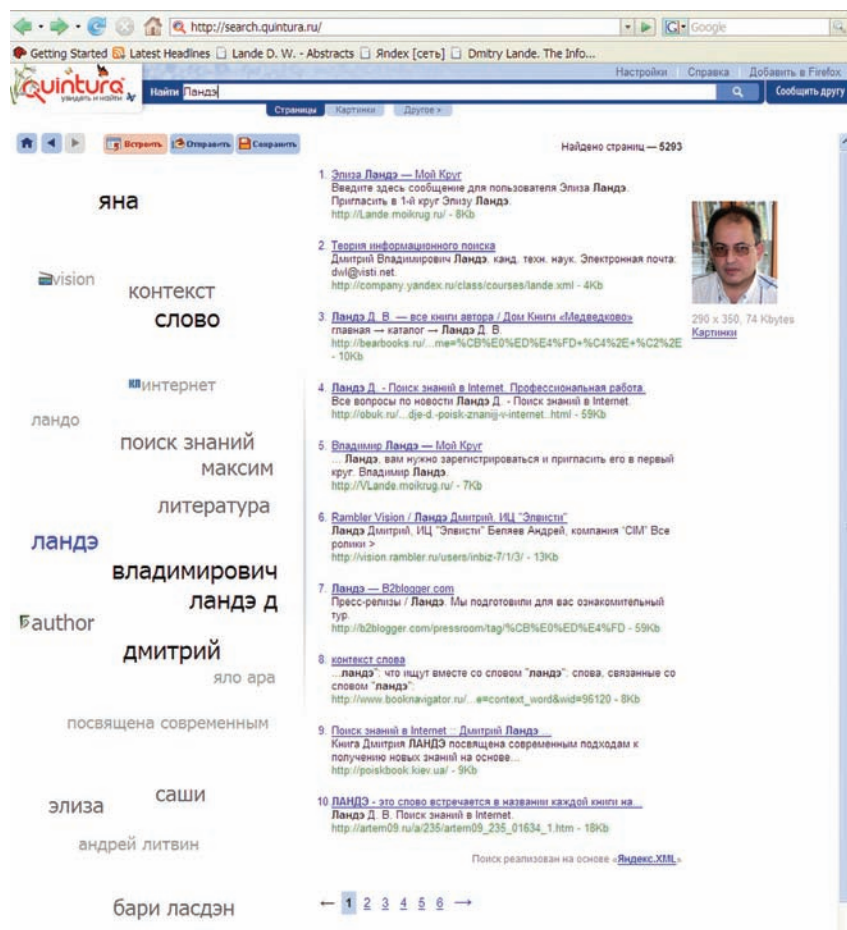 http://search.quintura.ru/
Google
Getting Started Latest Headlines Lande D. W. - Abstracts Яndex [сеть] Dmitry Lande. The Info...
Настройки Справка Добавить в Firefox
Quintura
увидеть и найти
Найти Ландэ Сообщить другу
Страницы Картинки Другое »
Встроить Отправить Сохранить
Найдено страниц — 5293
яна
vision
контекст
слово
КП интернет
ландо
поиск знаний
максим
литература
ландэ
владимирович
ландэ д
author
дмитрий
яло ара
посвящена современным
саши
элиза
андрей литвин
бари ласдэн
1. Элиза Ландэ — Мой Круг
Введите здесь сообщение для пользователя Элиза Ландэ.
Пригласить в 1-й круг Элизу Ландэ.
http://Lande.moikrug.ru/ - 8Kb
2 Теория информационного поиска
Дмитрий Владимирович Ландэ, канд. техн. наук. Электронная почта:
dwl@visti.net.
http://company.yandex.ru/class/courses/lande.xml - 4Kb
3. Ландэ Д. В. — все книги автора / Дом Книги «Медведково»
главная → каталог → Ландэ Д. В.
http://bearbooks.ru/...me=%CB%E0%ED%E4%FD+%C4%2E+%C2%2E
- 10Kb
4. Ландэ Д. - Поиск знаний в Internet. Профессиональная работа.
Все вопросы по новости Ландэ Д. - Поиск знаний в Internet.
http://obuk.ru/...dje-d.-poisk-znanijj-v-internet..html - 59Kb
5. Владимир Ландэ — Мой Круг
... Ландэ, вам нужно зарегистрироваться и пригласить его в первый
круг. Владимир Ландэ.
http://VLande.moikrug.ru/ - 7Kb
6. Rambler Vision / Ландэ Дмитрий, ИЦ "Элвисти"
Ландэ Дмитрий, ИЦ "Элвисти" Беляев Андрей, компания "CIM" Все
ролики >
http://vision.rambler.ru/users/inbiz-7/1/3/ - 13Kb
7. Ландэ — B2blogger.com
Пресс-релизы / Ландэ. Мы подготовили для вас ознакомительный
тур.
http://b2blogger.com/pressroom/tag/%CB%E0%ED%E4%FD - 59Kb
8. контекст слова
...ландэ": что ищут вместе со словом "ландэ": слова, связанные со
словом "ландэ":
http://www.booknavigator.ru/...e=context_word&wid=96120 - 8Kb
9. Поиск знаний в Internet :: Дмитрий Ландэ ...
Книга Дмитрия ЛАНДЭ посвящена современным подходам к
получению новых знаний на основе...
http://poiskbook.kiev.ua/ - 9Kb
10. ЛАНДЭ - это слово встречается в названии каждой книги на...
Ландэ Д. В. Поиск знаний в Internet.
http://artem09.ru/a/235/artem09_235_01634_1.htm - 18Kb
290 x 350, 74 Kbytes
Картинки
Поиск реализован на основе «Яндекс.XML»
← 1 2 3 4 5 6 →